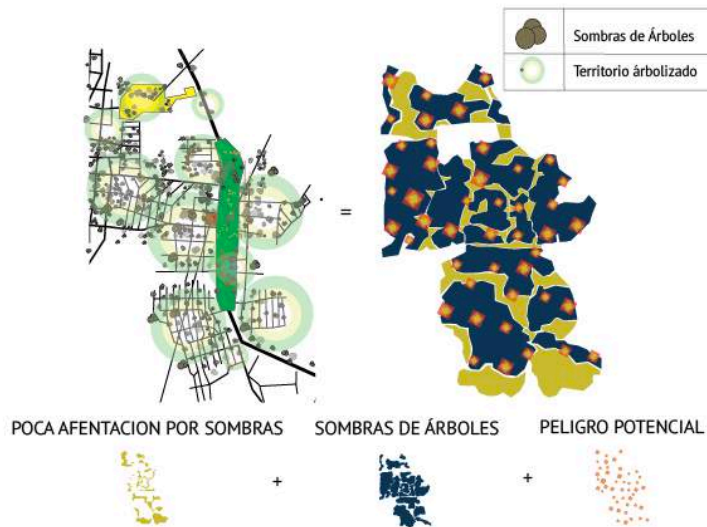 Sombras de Árboles
Territorio árbolizado
=
POCA AFENTACION POR SOMBRAS
SOMBRAS DE ÁRBOLES
PELIGRO POTENCIAL
+
+